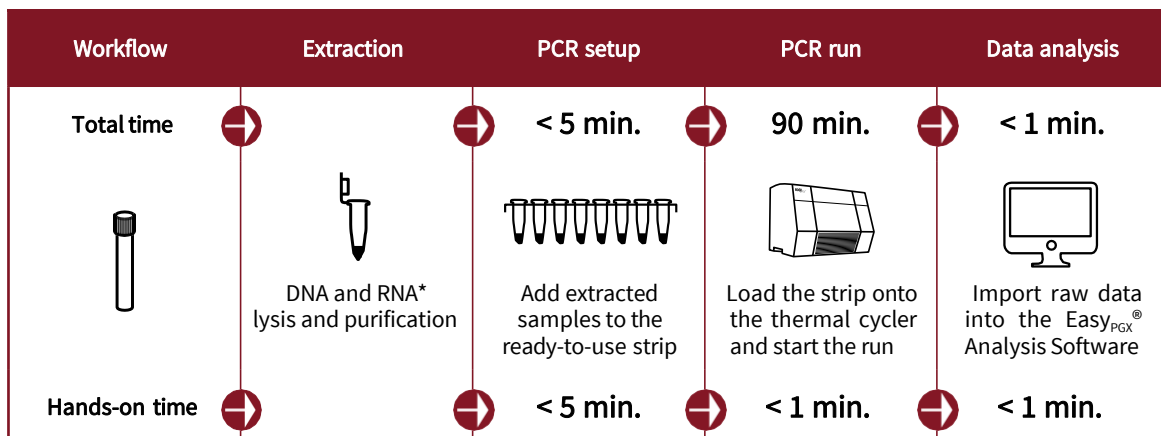 Workflow
Extraction
PCR setup
PCR run
Data analysis
Total time
< 5 min.
90 min.
< 1 min.
DNA and RNA*
lysis and purification
Add extracted
samples to the
ready-to-use strip
Load the strip onto
the thermal cycler
and start the run
Import raw data
into the EasyPGX®
Analysis Software
Hands-on time
< 5 min.
< 1 min.
< 1 min.